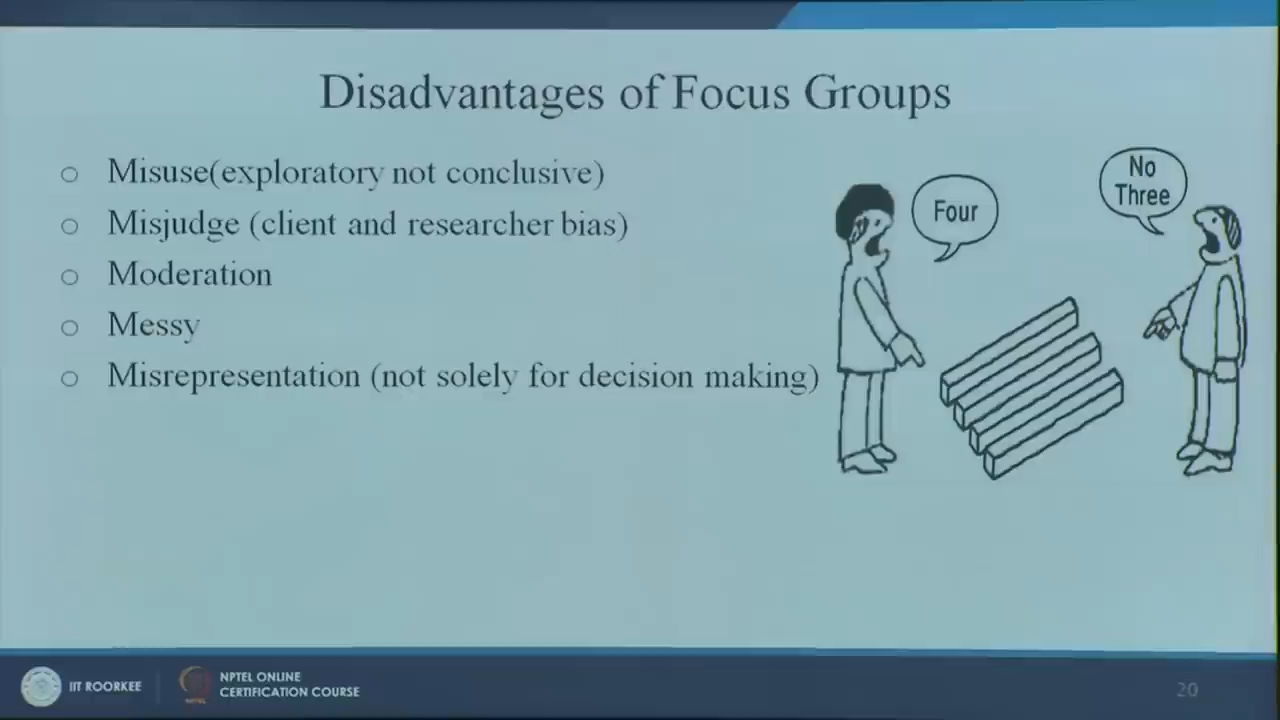 Disadvantages of Focus Groups
Misuse(exploratory not conclusive)
Misjudge (client and researcher bias)
Moderation
Messy
Misrepresentation (not solely for decision making)
Four
No
Three
IIT ROORKEE
NPTEL ONLINE
CERTIFICATION COURSE
20